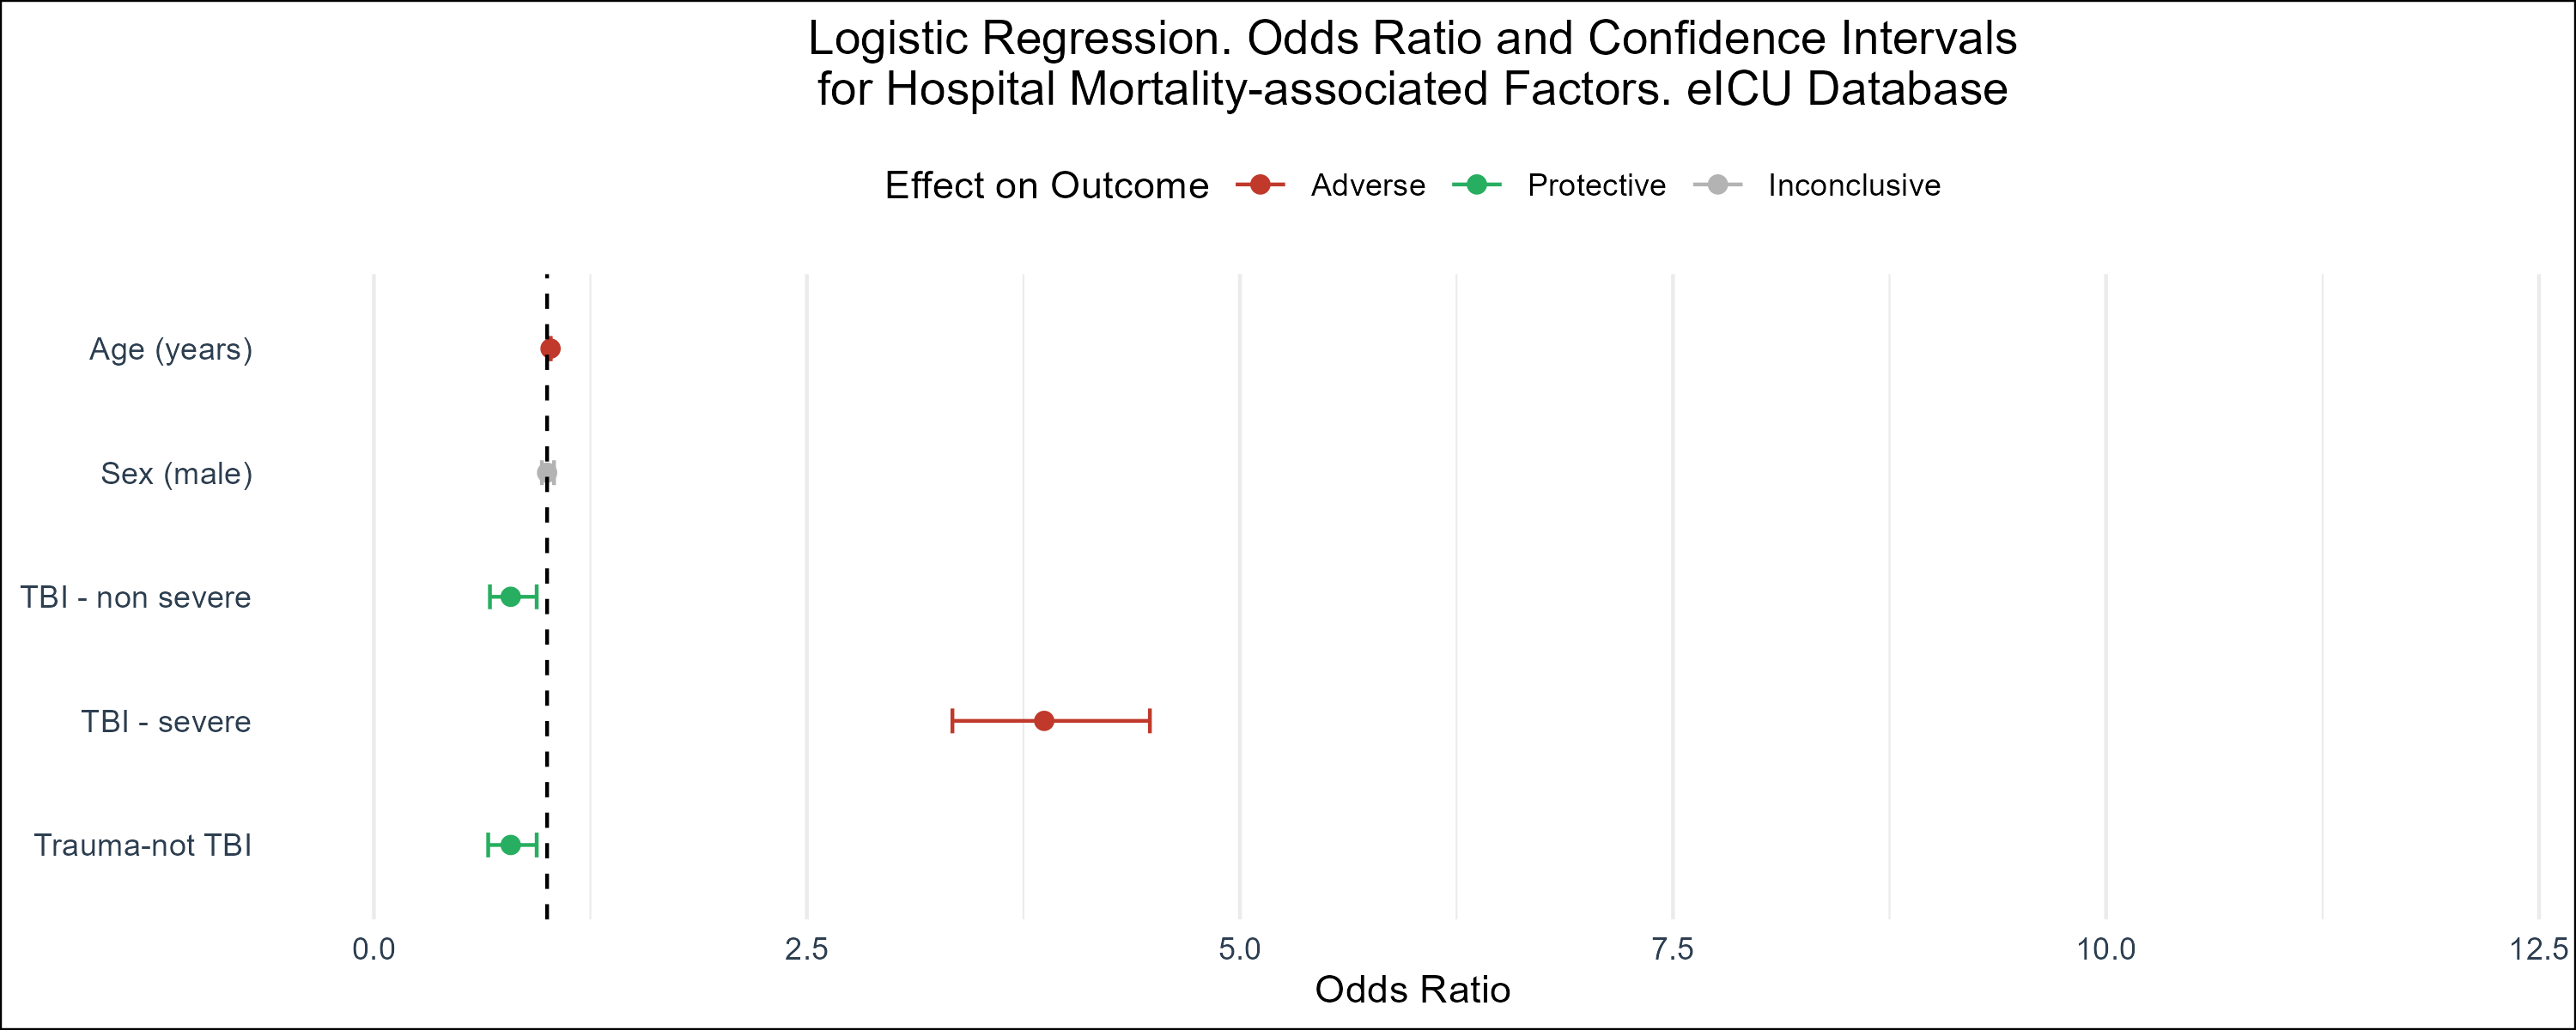 Logistic Regression. Odds Ratio and Confidence Intervals
for Hospital Mortality-associated Factors. eICU Database
Effect on Outcome Adverse Protective Inconclusive
Age (years)
Sex (male)
TBI - non severe
TBI - severe
Trauma-not TBI
0.0 2.5 5.0 7.5 10.0 12.5
Odds Ratio